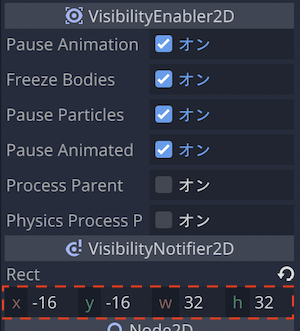 VisibilityEnabler2D
Pause Animation オン
Freeze Bodies オン
Pause Particles オン
Pause Animated オン
Process Parent オン
Physics Process P オン
VisibilityNotifier2D
Rect
x -16 y -16 w 32 h 32
Node2D